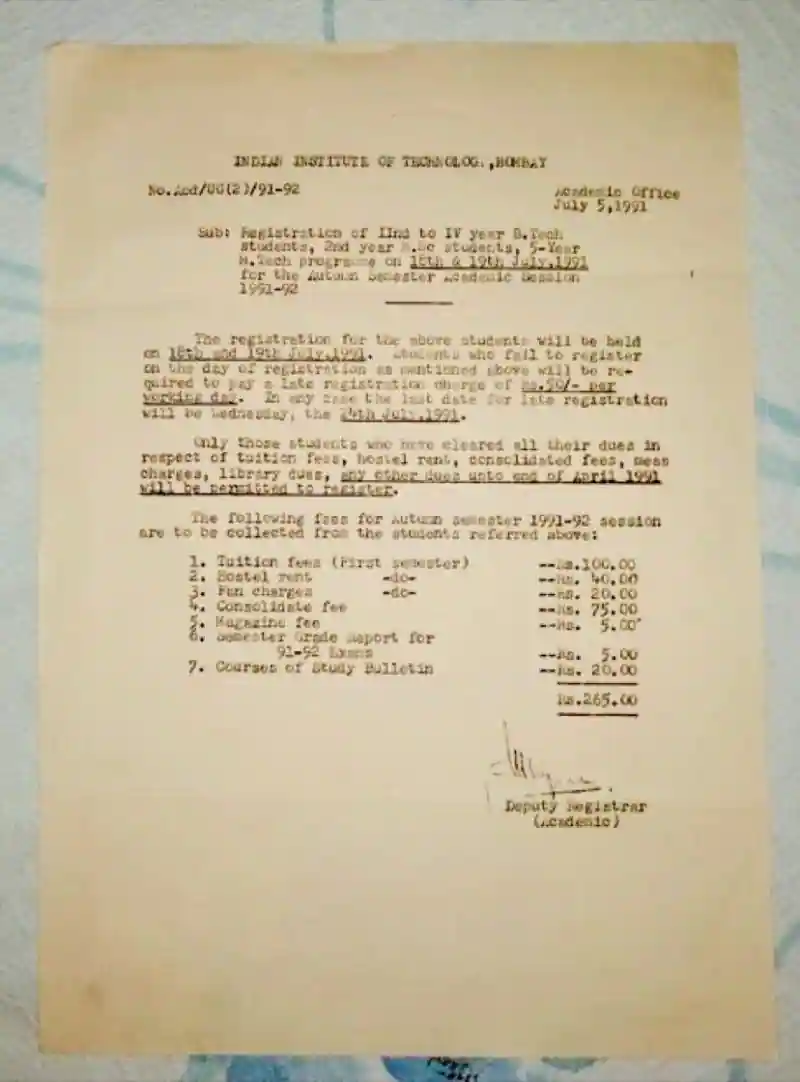 INDIAN INSTITUTE OF TECHNOLOG.,BOMBAY
No.Acd/UG(2)/91-92 Academic Office
July 5,1991
Sub: Registration of IInd to IV year B.Tech
students, 2nd year M.Sc students, 5-Year
M.Tech programme on 18th & 19th July,1991
for the Autumn Semester Academic Session
1991-92
The registration for the above students will be held
on 18th and 19th July,1991. Students who fail to register
on the day of registration as mentioned above will be re-
quired to pay a late registration charge of Rs.50/- per
working day. In any case the last date for late registration
will be Wednesday, the 24th July,1991.
Only those students who have cleared all their dues in
respect of tuition fees, hostel rent, consolidated fees, mess
charges, library dues, any other dues upto end of April 1991
will be permitted to register.
The following fees for Autumn semester 1991-92 session
are to be collected from the students referred above:
1. Tuition fees (First semester) --Rs.100.00
2. Hostel rent -do- --Rs. 40.00
3. Fan charges -do- --Rs. 20.00
4. Consolidate fee --Rs. 75.00
5. Magazine fee --Rs. 5.00
6. Semester Grade Report for
91-92 Exams --Rs. 5.00
7. Courses of Study Bulletin --Rs. 20.00
Rs.265.00
Deputy Registrar
(Academic)